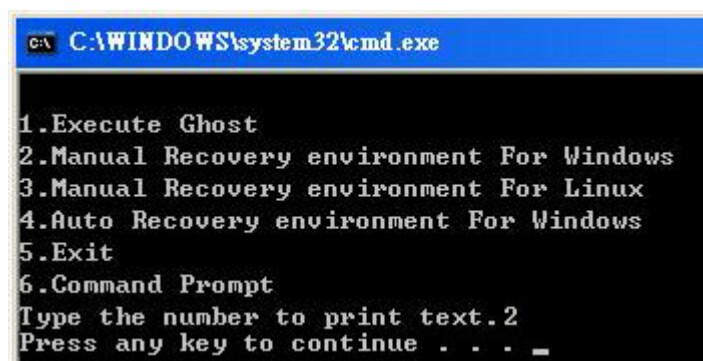 C:\WINDOWS\system32\cmd.exe
1.Execute Ghost
2.Manual Recovery environment For Windows
3.Manual Recovery environment For Linux
4.Auto Recovery environment For Windows
5.Exit
6.Command Prompt
Type the number to print text.2
Press any key to continue . . . _